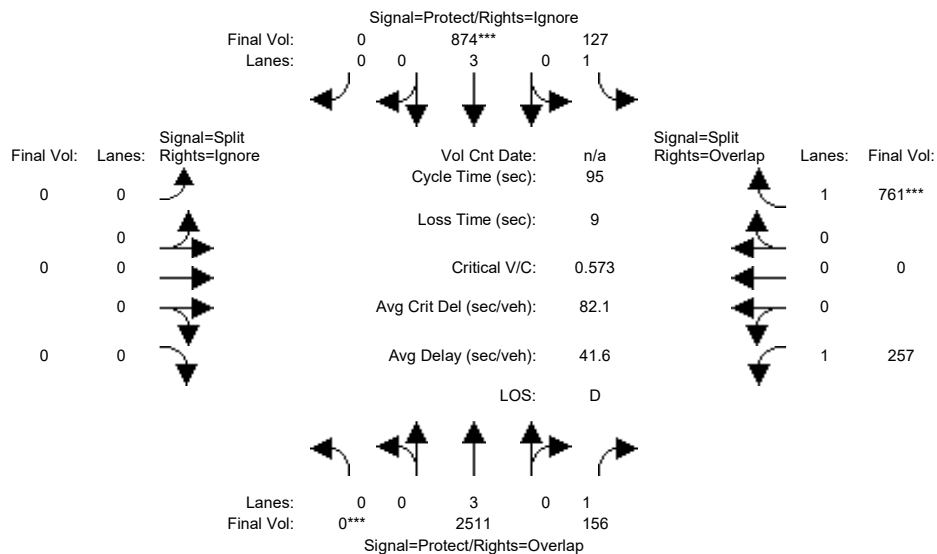 Signal=Protect/Rights=Ignore
Final Vol: 0 874*** 127
Lanes: 0 0 3 0 1
Signal=Split
Final Vol: Lanes: Rights=Ignore
Vol Cnt Date: n/a
Signal=Split
Rights=Overlap Lanes: Final Vol:
Cycle Time (sec): 95
0 0
1 761***
Loss Time (sec): 9
0
0
0 0
Critical V/C: 0.573
0 0
0
Avg Crit Del (sec/veh): 82.1
0
0 0
Avg Delay (sec/veh): 41.6
1 257
LOS: D
Lanes: 0 0 3 0 1
Final Vol: 0*** 2511 156
Signal=Protect/Rights=Overlap